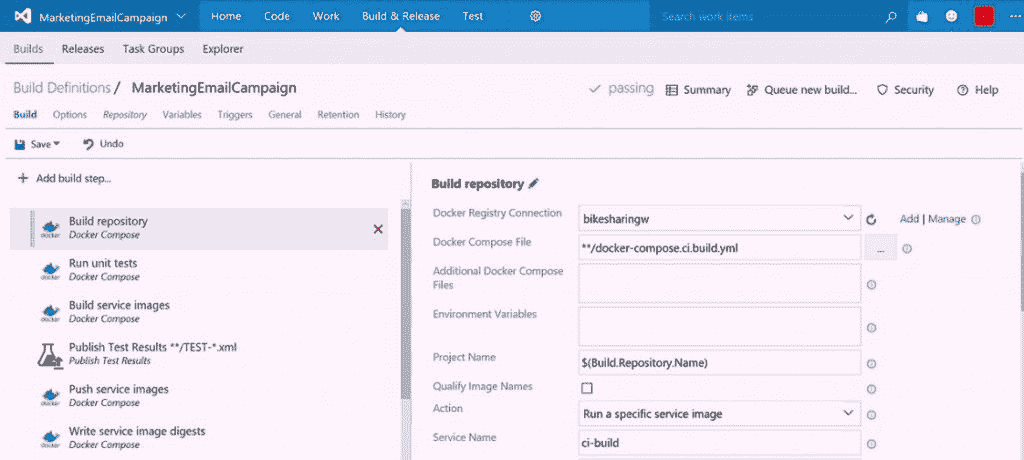 MarketingEmailCampaign Home Code Work Build & Release Test Search work items ...
Builds Releases Task Groups Explorer
Build Definitions / MarketingEmailCampaign passing Summary Queue new build... Security Help
Build Options Repository Variables Triggers General Retention History
Save Undo
+ Add build step...
Build repository
Docker Compose
Run unit tests
Docker Compose
Build service images
Docker Compose
Publish Test Results **/TEST-*.xml
Publish Test Results
Push service images
Docker Compose
Write service image digests
Docker Compose
Build repository
Docker Registry Connection bikesharingw Add | Manage
Docker Compose File **/docker-compose.ci.build.yml ...
Additional Docker Compose
Files
Environment Variables
Project Name $(Build.Repository.Name)
Qualify Image Names
Action Run a specific service image
Service Name ci-build
docker
docker
docker
docker
docker